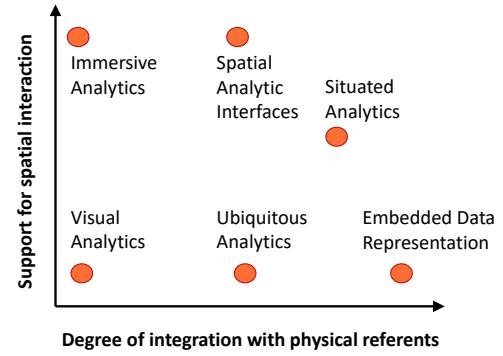 Support for spatial interaction
Immersive
Analytics
Spatial
Analytic
Interfaces
Situated
Analytics
Visual
Analytics
Ubiquitous
Analytics
Embedded Data
Representation
Degree of integration with physical referents